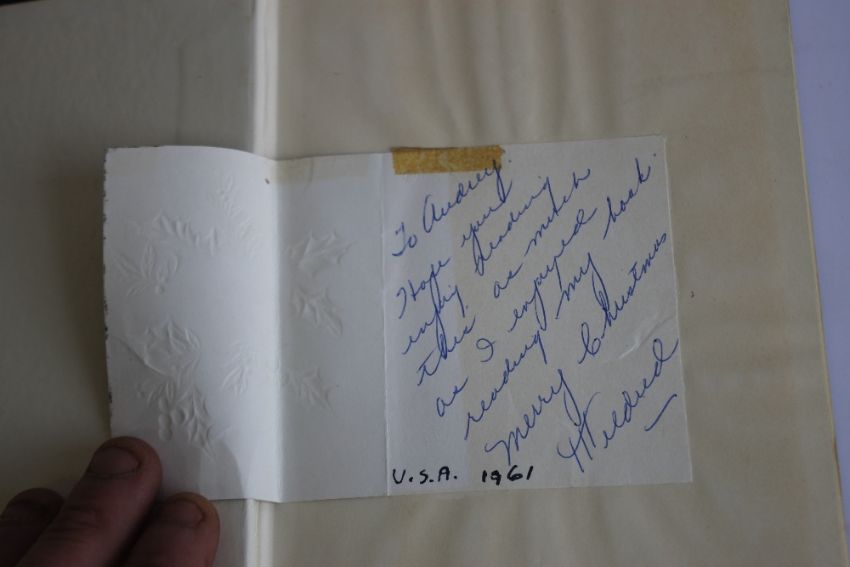 To Audrey.
Hope you
enjoy reading
this as much
as I enjoyed
reading my book.
Merry Christmas
Mildred
U.S.A. 1961